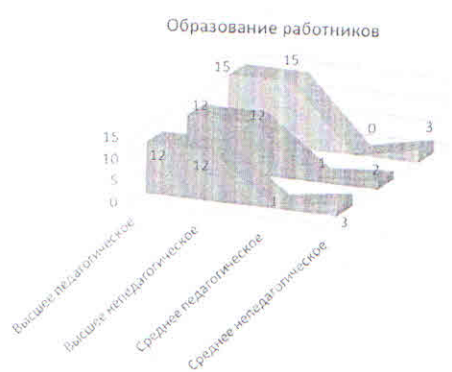 Образование работников
15 15 0 3
12 12 1 2
12 12 1 3
15
10
5
0
Высшее педагогическое
Высшее непедагогическое
Среднее педагогическое
Среднее непедагогическое